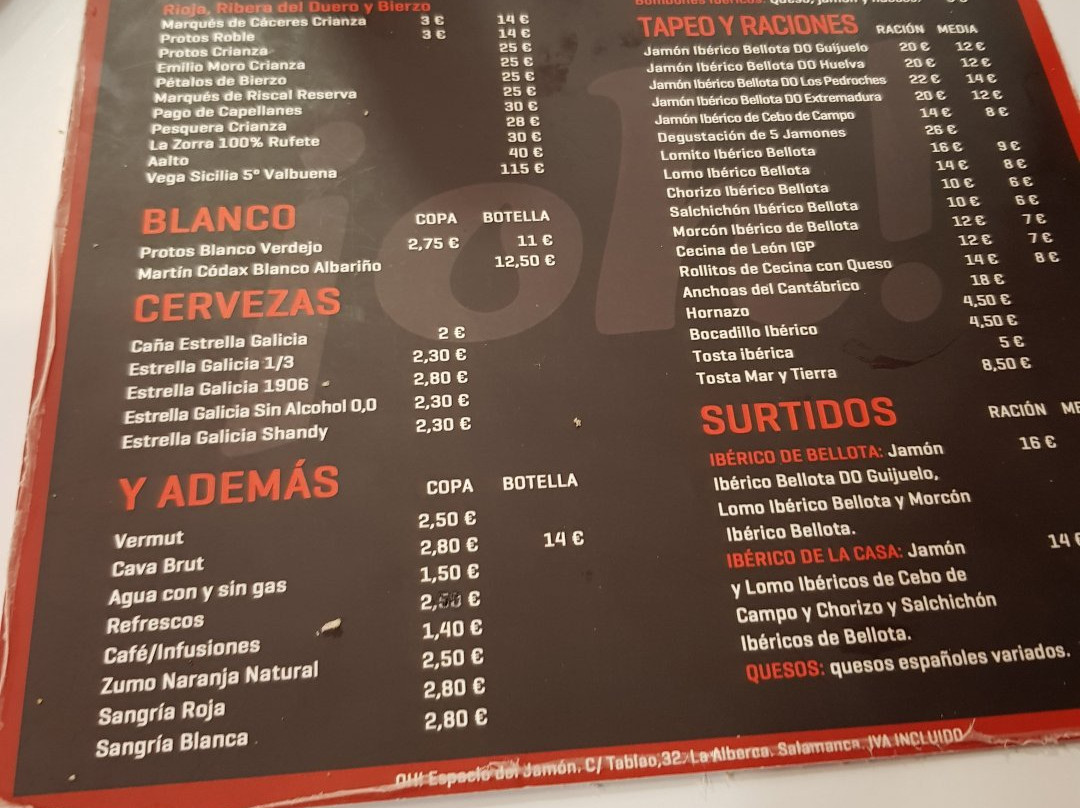 Rioja, Ribera del Duero y Bierzo
Marqués de Cáceres Crianza 3 € 14 €
Protos Roble 3 € 14 €
Protos Crianza 25 €
Emilio Moro Crianza 25 €
Pétalos de Bierzo 25 €
Marqués de Riscal Reserva 25 €
Pago de Capellanes 30 €
Pesquera Crianza 28 €
La Zorra 100% Rufete 30 €
Aalto 40 €
Vega Sicilia 5º Valbuena 115 €
BLANCO COPA BOTELLA
Protos Blanco Verdejo 2,75 € 11 €
Martín Códax Blanco Albariño 12,50 €
CERVEZAS
Caña Estrella Galicia 2 €
Estrella Galicia 1/3 2,30 €
Estrella Galicia 1906 2,80 €
Estrella Galicia Sin Alcohol 0,0 2,30 €
Estrella Galicia Shandy 2,30 €
Y ADEMÁS COPA BOTELLA
Vermut 2,50 €
Cava Brut 2,80 € 14 €
Agua con y sin gas 1,50 €
Refrescos €
Café/Infusiones 1,40 €
Zumo Naranja Natural 2,50 €
Sangría Roja 2,80 €
Sangría Blanca 2,80 €
TAPEO Y RACIONES RACIÓN MEDIA
Jamón Ibérico Bellota DO Guijuelo 20 € 12 €
Jamón Ibérico Bellota DO Huelva 20 € 12 €
Jamón Ibérico Bellota DO Los Pedroches 22 € 14 €
Jamón Ibérico Bellota DO Extremadura 20 € 12 €
Jamón Ibérico de Cebo de Campo 14 € 8 €
Degustación de 5 Jamones 26 €
Lomito Ibérico Bellota 16 € 9 €
Lomo Ibérico Bellota 14 € 8 €
Chorizo Ibérico Bellota 10 € 6 €
Salchichón Ibérico Bellota 10 € 6 €
Morcón Ibérico de Bellota 12 € 7 €
Cecina de León IGP 12 € 7 €
Rollitos de Cecina con Queso 14 € 8 €
Anchoas del Cantábrico 18 €
Hornazo 4,50 €
Bocadillo Ibérico 4,50 €
Tosta ibérica 5 €
Tosta Mar y Tierra 8,50 €
SURTIDOS RACIÓN ME
IBÉRICO DE BELLOTA: Jamón 16 €
Ibérico Bellota DO Guijuelo,
Lomo Ibérico Bellota y Morcón
Ibérico Bellota.
IBÉRICO DE LA CASA: Jamón 14 €
y Lomo Ibéricos de Cebo de
Campo y Chorizo y Salchichón
Ibéricos de Bellota.
QUESOS: quesos españoles variados.
OH! Espacio del Jamón. C/ Tablao,32. La Alberca. Salamanca. IVA INCLUIDO